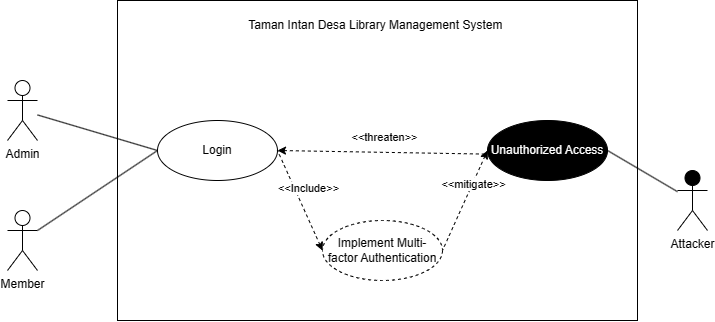 Taman Intan Desa Library Management System
Admin
Member
Login
<<threaten>>
Unauthorized Access
<<Include>>
<<mitigate>>
Implement Multi-
factor Authentication
Attacker